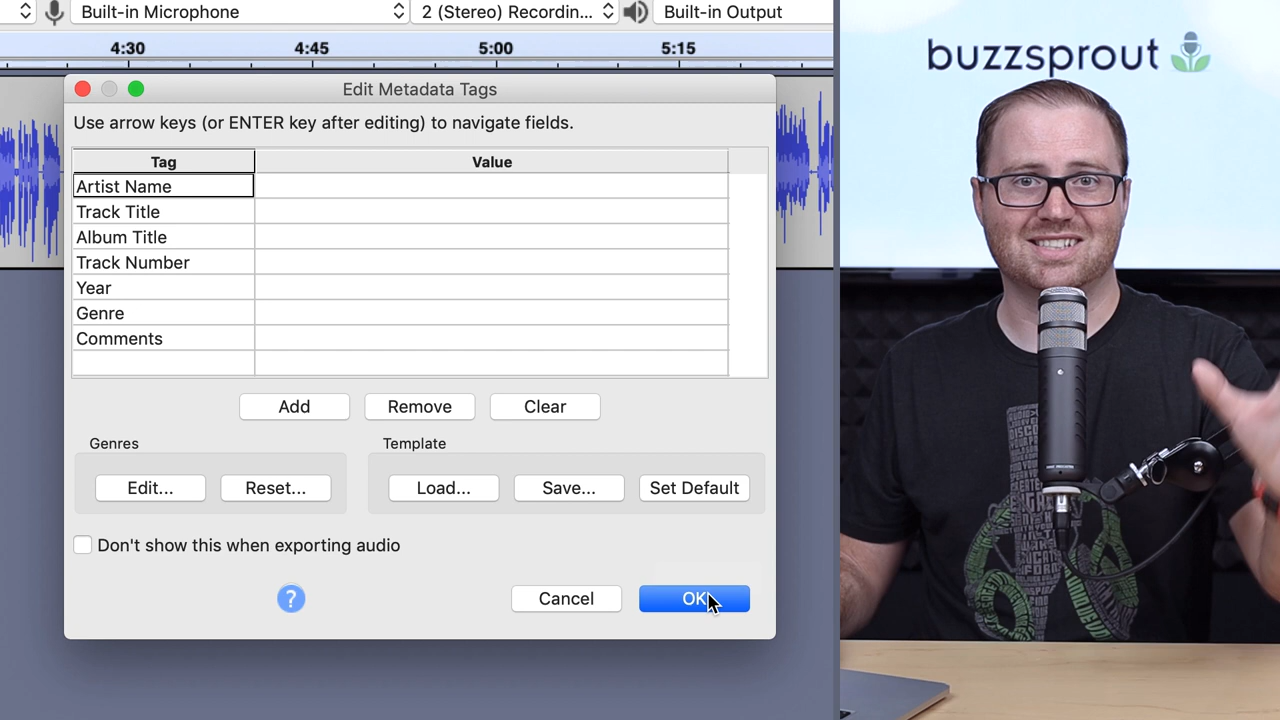 Built-in Microphone
2 (Stereo) Recordin...
Built-in Output
4:30
4:45
5:00
5:15
Edit Metadata Tags
Use arrow keys (or ENTER key after editing) to navigate fields.
Tag
Value
Artist Name
Track Title
Album Title
Track Number
Year
Genre
Comments
Add
Remove
Clear
Genres
Template
Edit...
Reset...
Load...
Save...
Set Default
Don't show this when exporting audio
?
Cancel
OK
buzzsprout